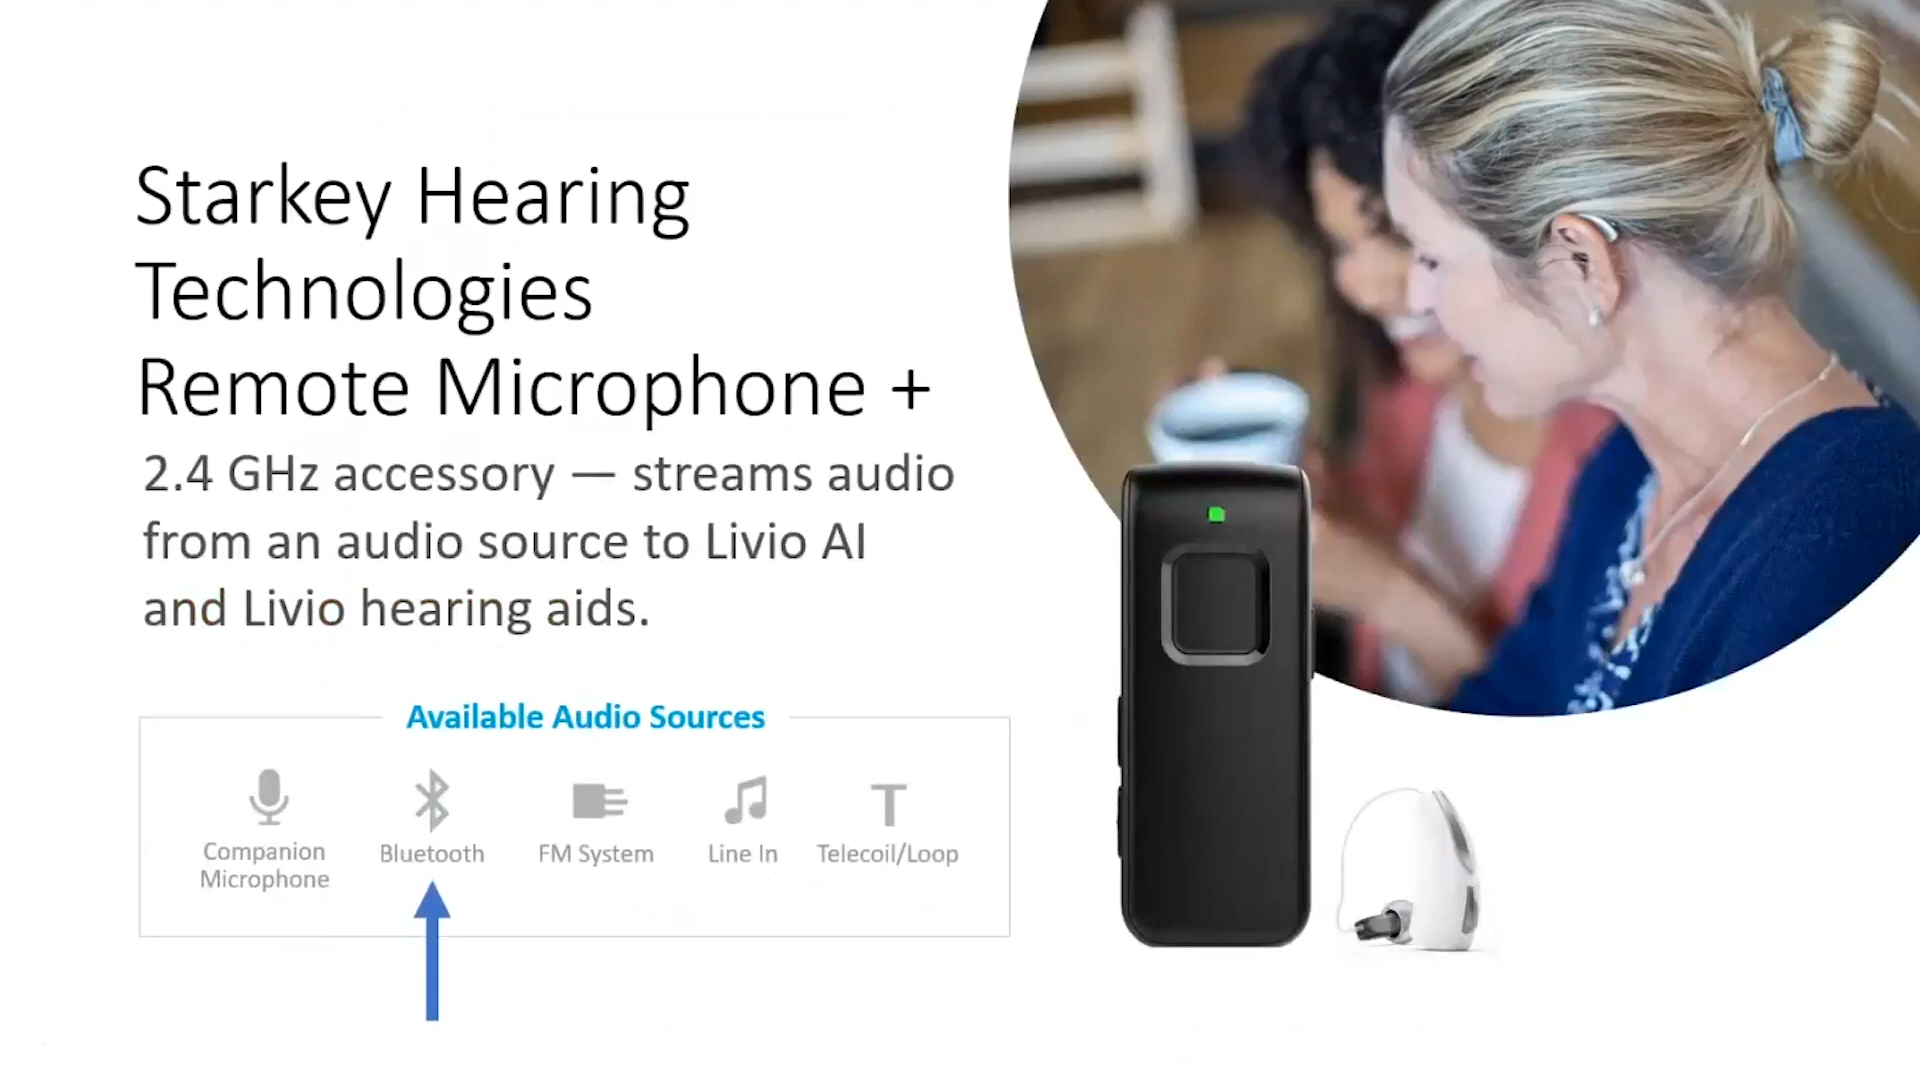 Starkey Hearing
Technologies
Remote Microphone +
2.4 GHz accessory — streams audio
from an audio source to Livio AI
and Livio hearing aids.
Available Audio Sources
Companion
Microphone
Bluetooth
FM System
Line In
T
Telecoil/Loop